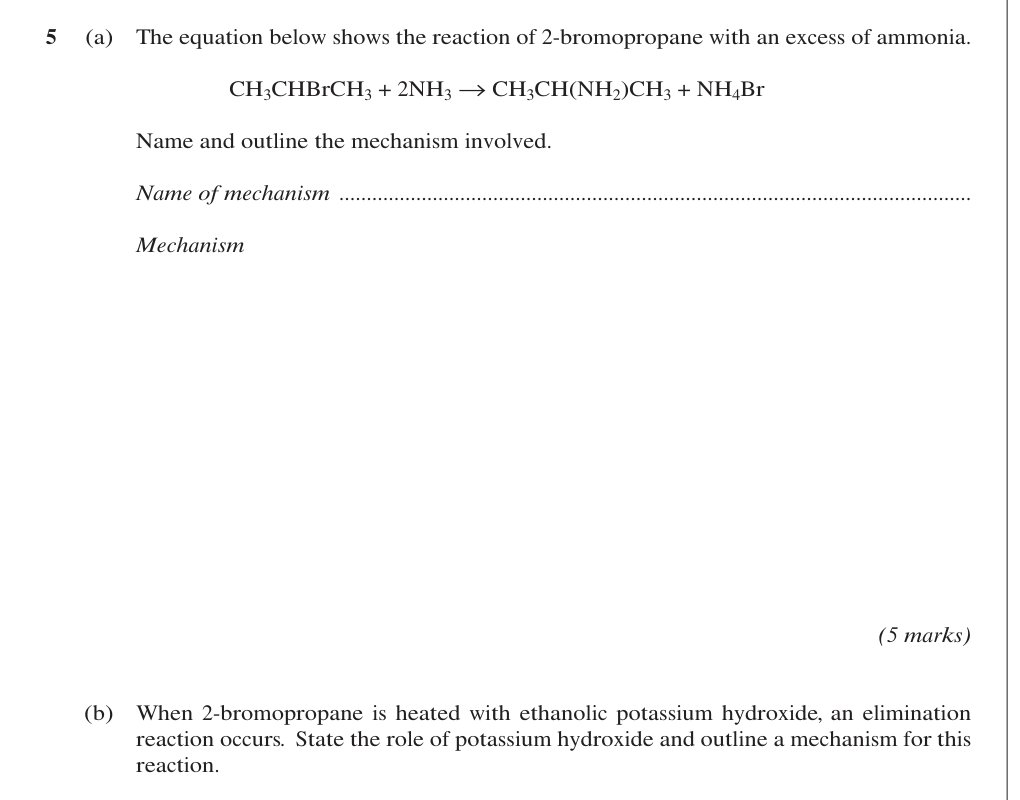 5 (a) The equation below shows the reaction of 2-bromopropane with an excess of ammonia.
CH₃CHBrCH₃ + 2NH₃ ⟶ CH₃CH(NH₂)CH₃ + NH₄Br
Name and outline the mechanism involved.
Name of mechanism ....................................................................................................................
Mechanism
(5 marks)
(b) When 2-bromopropane is heated with ethanolic potassium hydroxide, an elimination
reaction occurs. State the role of potassium hydroxide and outline a mechanism for this
reaction.